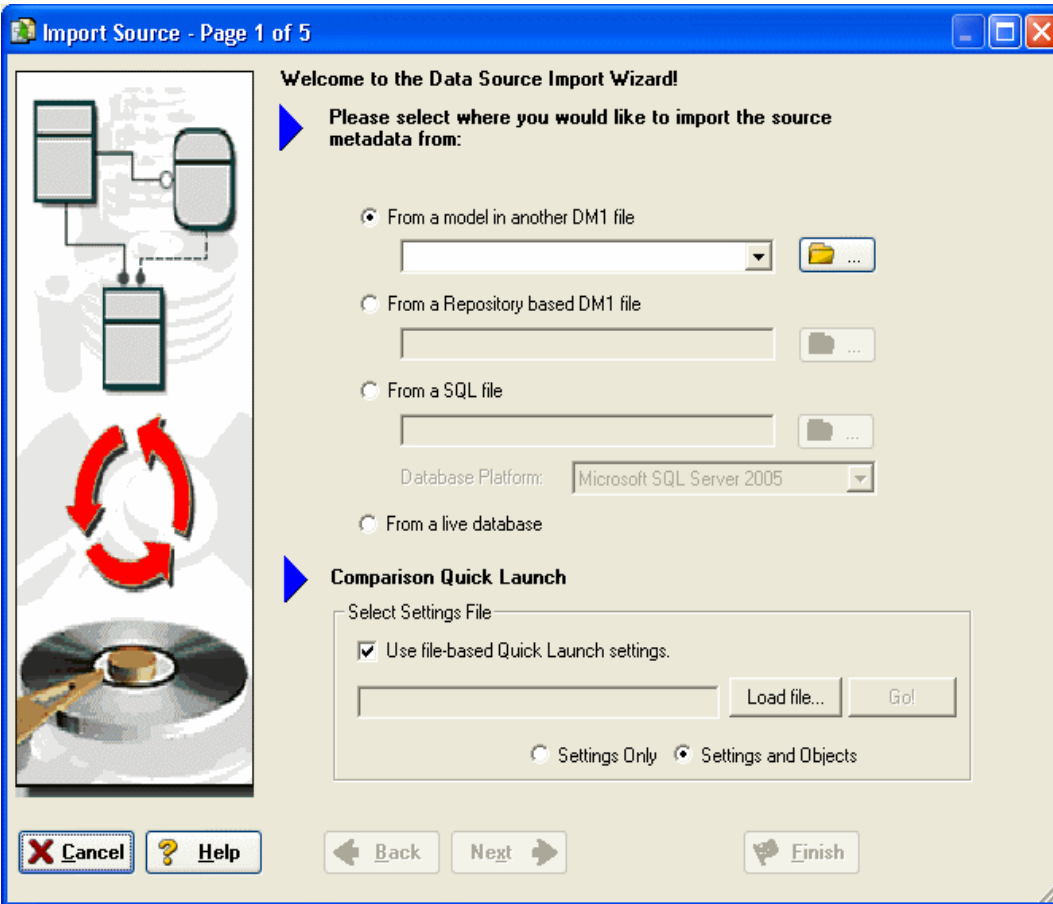 Import Source - Page 1 of 5
Welcome to the Data Source Import Wizard!
Please select where you would like to import the source
metadata from:
From a model in another DM1 file
...
From a Repository based DM1 file
...
From a SQL file
...
Database Platform: Microsoft SQL Server 2005
From a live database
Comparison Quick Launch
Select Settings File
Use file-based Quick Launch settings.
Load file... Go!
Settings Only Settings and Objects
Cancel ? Help Back Next Finish